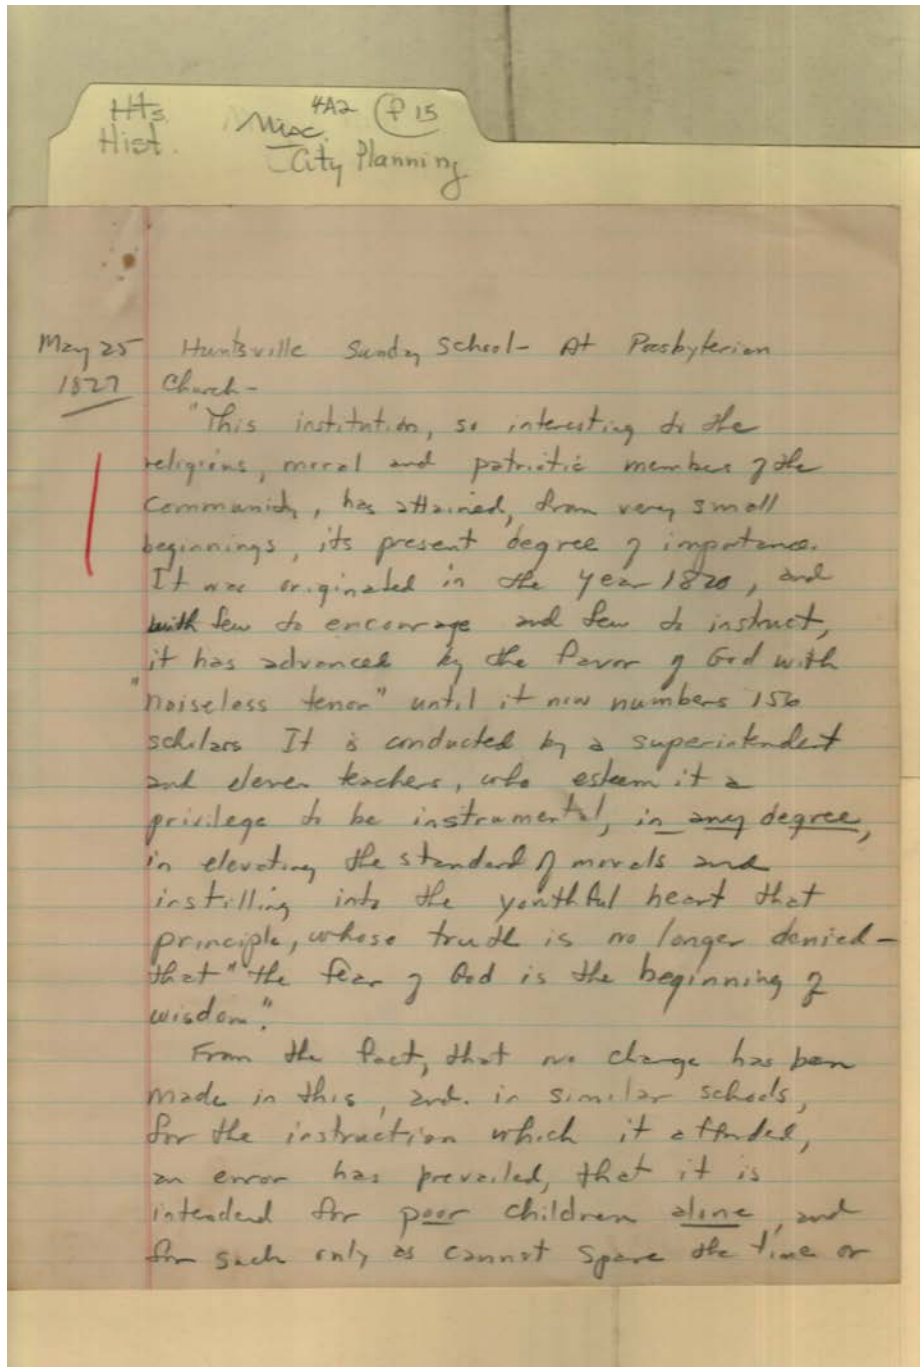 Hts.
Hist.
4A2 P 15
Misc.
City Planning
May 25 Huntsville Sunday School - At Presbyterian
1827 Church -
"This institution, so interesting to the
religious, moral and patriotic member of the
Community, has attained, from very small
beginnings, its present degree of importance.
It was originated in the year 1820, and
with few to encourage and few to instruct,
it has advanced by the favor of God with
"noiseless tenor" until it now numbers 150
scholars It is conducted by a superintendent
and eleven teachers, who esteem it a
privilege to be instrumental, in any degree,
in elevating the standard of morals and
instilling into the youthful heart that
principle, whose truth is no longer denied -
that "the fear of God is the beginning of
wisdom".
From the fact, that no charge has been
made in this, and in similar schools,
for the instruction which it afforded,
an error has prevailed, that it is
intended for poor children alone, and
for such only as cannot spare the time or